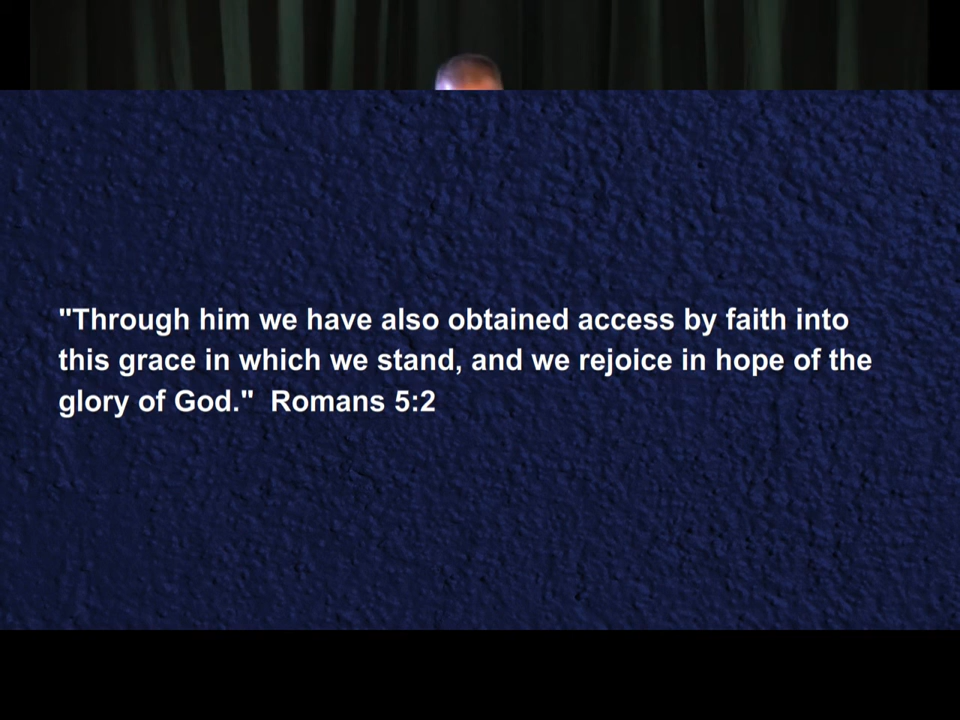 "Through him we have also obtained access by faith into
this grace in which we stand, and we rejoice in hope of the
glory of God."  Romans 5:2